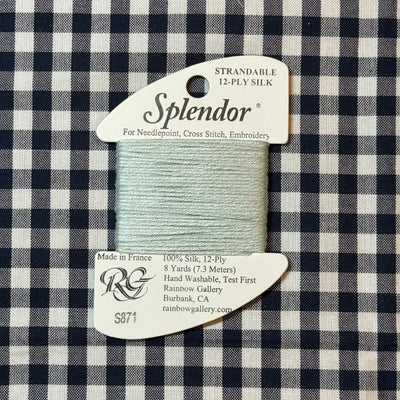 STRANDABLE
12-PLY SILK
Splendor®
For Needlepoint, Cross Stitch, Embroidery
Made in France
RG
S871
100% Silk, 12-Ply
8 Yards (7.3 Meters)
Hand Washable, Test First
Rainbow Gallery
Burbank, CA
rainbowgallery.com